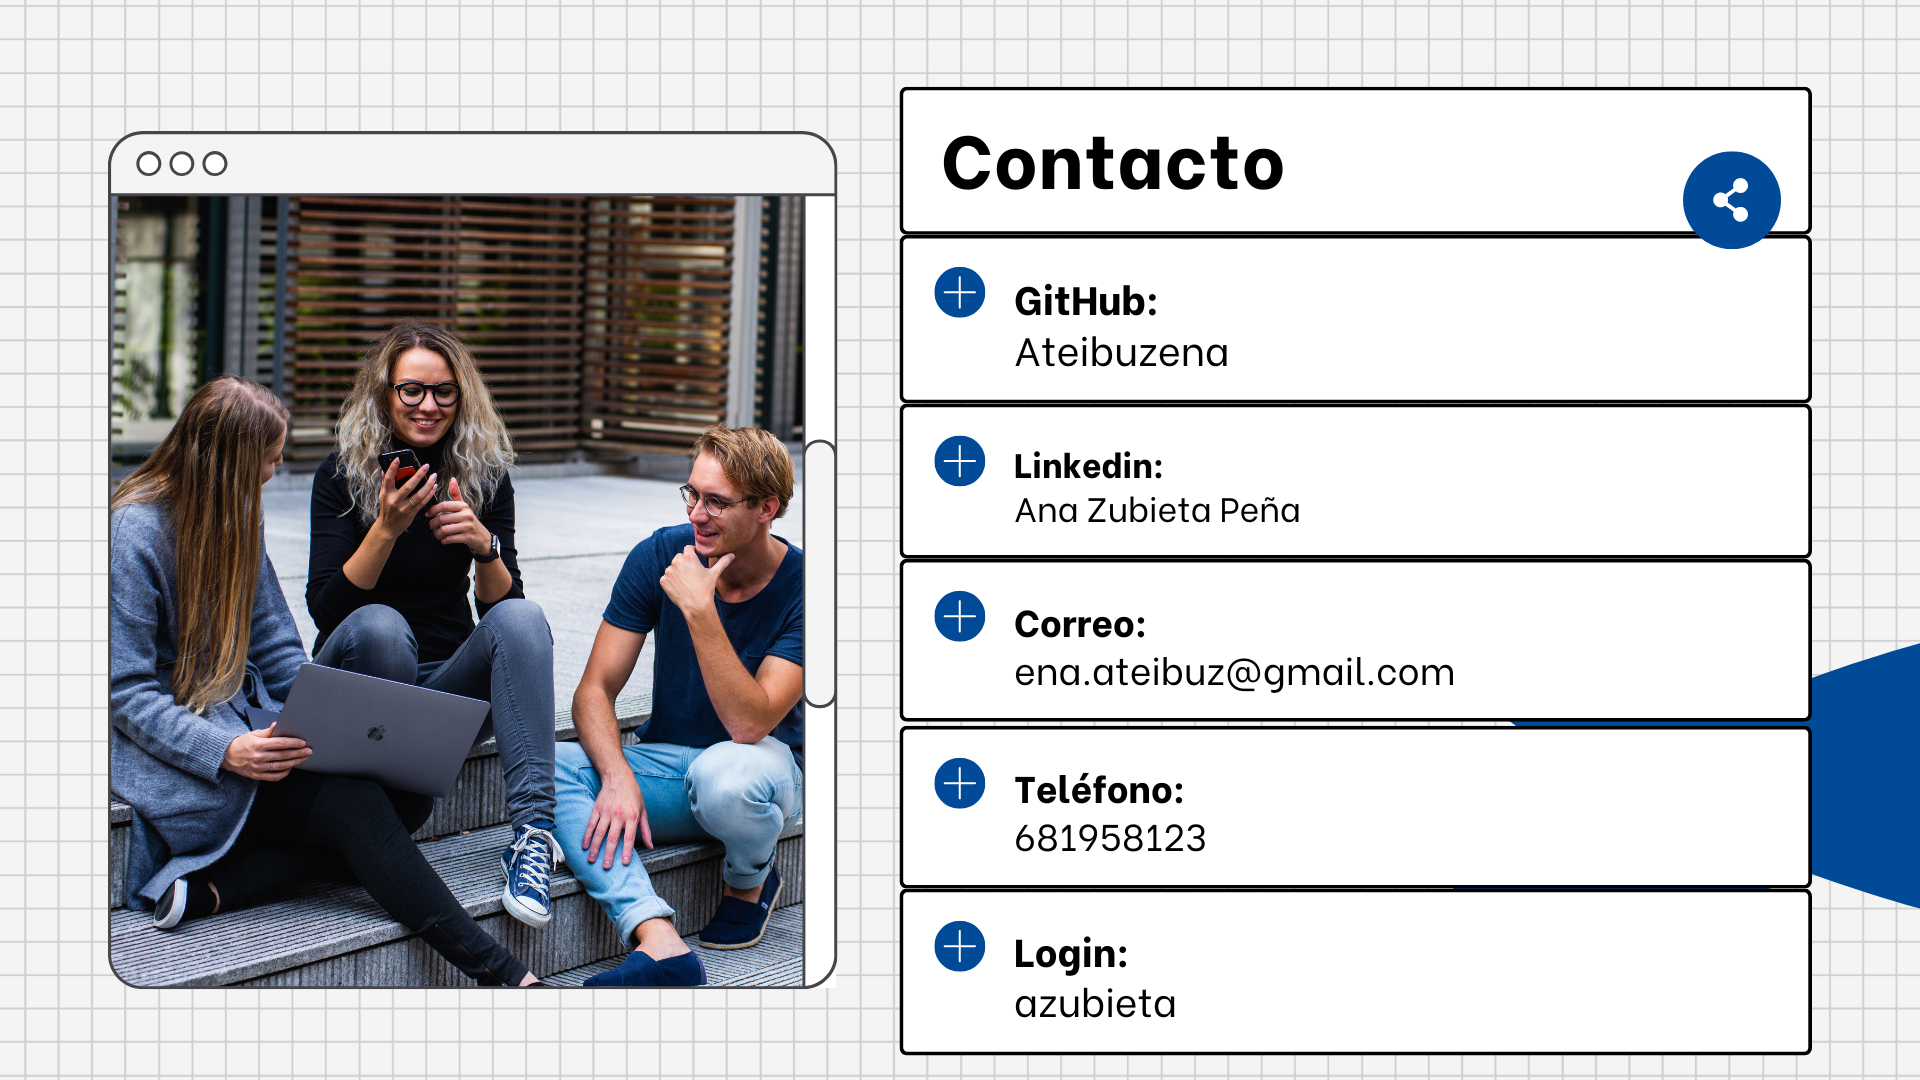 Contacto
GitHub:
Ateibuzena
Linkedin:
Ana Zubieta Peña
Correo:
ena.ateibuz@gmail.com
Teléfono:
681958123
Login:
azubieta